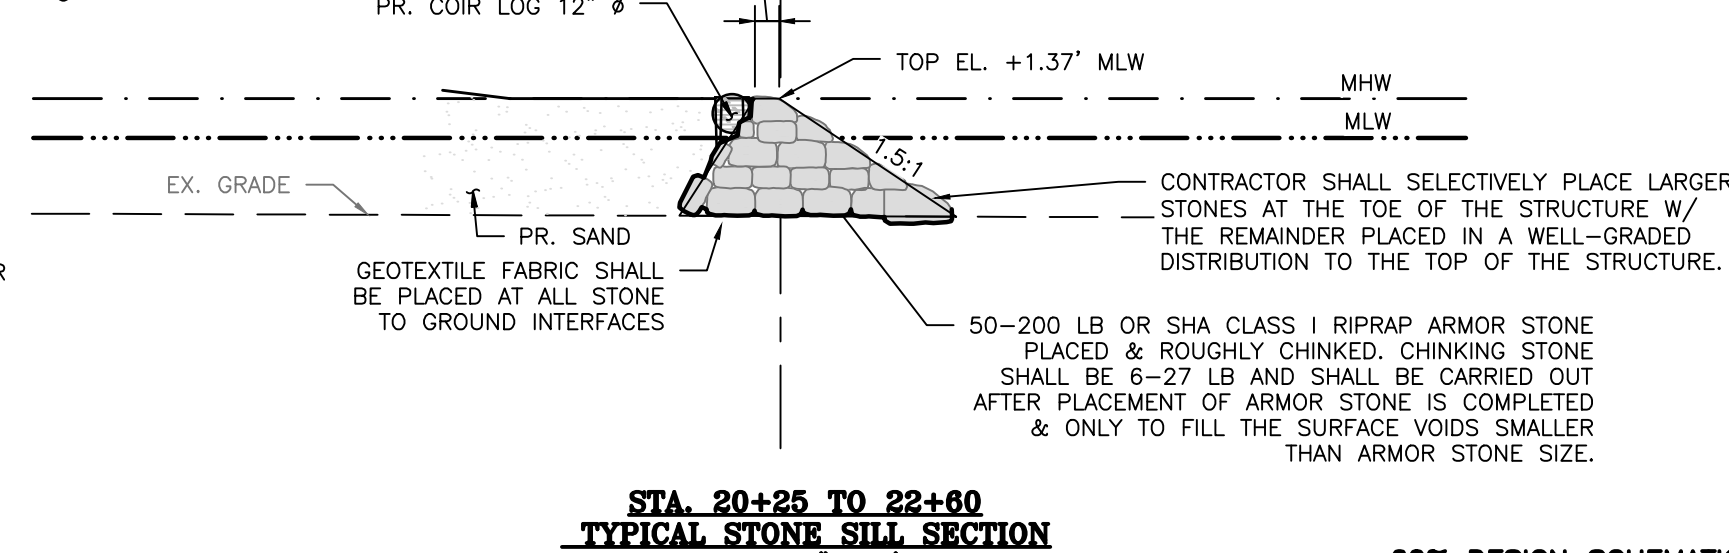 PR. COIR LOG 12" ø
TOP EL. +1.37' MLW
MHW
MLW
1.5:1
EX. GRADE
CONTRACTOR SHALL SELECTIVELY PLACE LARGER
STONES AT THE TOE OF THE STRUCTURE W/
THE REMAINDER PLACED IN A WELL-GRADED
DISTRIBUTION TO THE TOP OF THE STRUCTURE.
PR. SAND
GEOTEXTILE FABRIC SHALL
BE PLACED AT ALL STONE
TO GROUND INTERFACES
R
50-200 LB OR SHA CLASS I RIPRAP ARMOR STONE
PLACED & ROUGHLY CHINKED. CHINKING STONE
SHALL BE 6-27 LB AND SHALL BE CARRIED OUT
AFTER PLACEMENT OF ARMOR STONE IS COMPLETED
& ONLY TO FILL THE SURFACE VOIDS SMALLER
THAN ARMOR STONE SIZE.
STA. 20+25 TO 22+60
TYPICAL STONE SILL SECTION
DESIGN SCHEMATIC